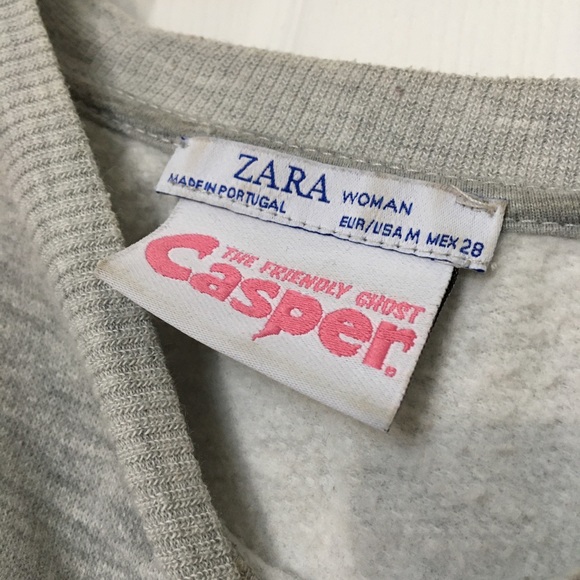 ZARA WOMAN
MADE IN PORTUGAL
EUR/USA M MEX 28
THE FRIENDLY GHOST
Casper.